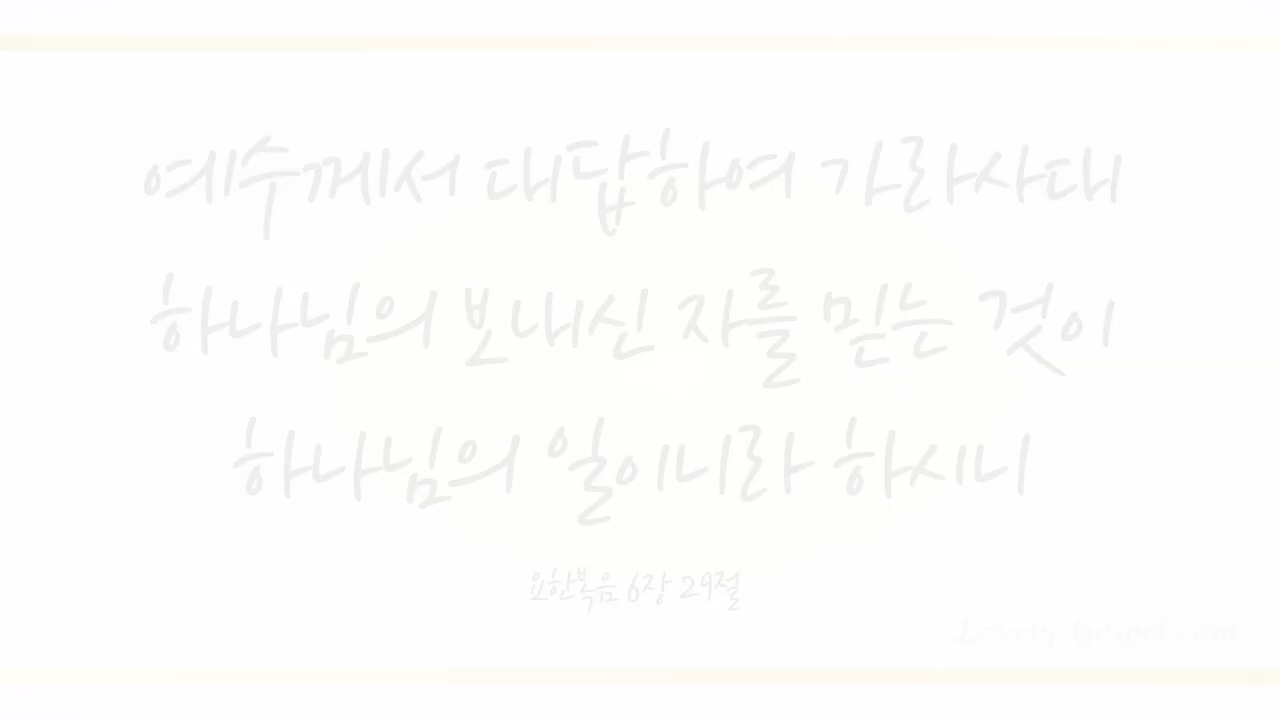 예수께서 대답하여 가라사대
하나님의 보내신 자를 믿는 것이
하나님의 일이니라 하시니
요한복음 6장 29절